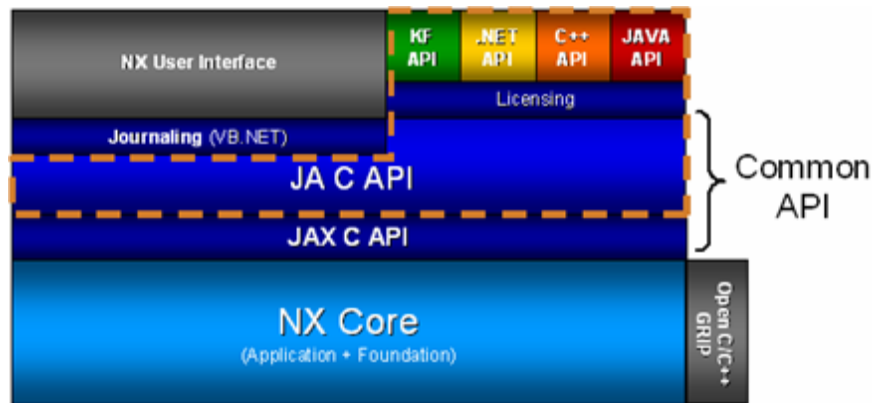 NX User Interface
KF
API
.NET
API
C++
API
JAVA
API
Licensing
Journaling (VB.NET)
JA C API
JAX C API
Common
API
NX Core
(Application + Foundation)
Open C/C++
GRIP